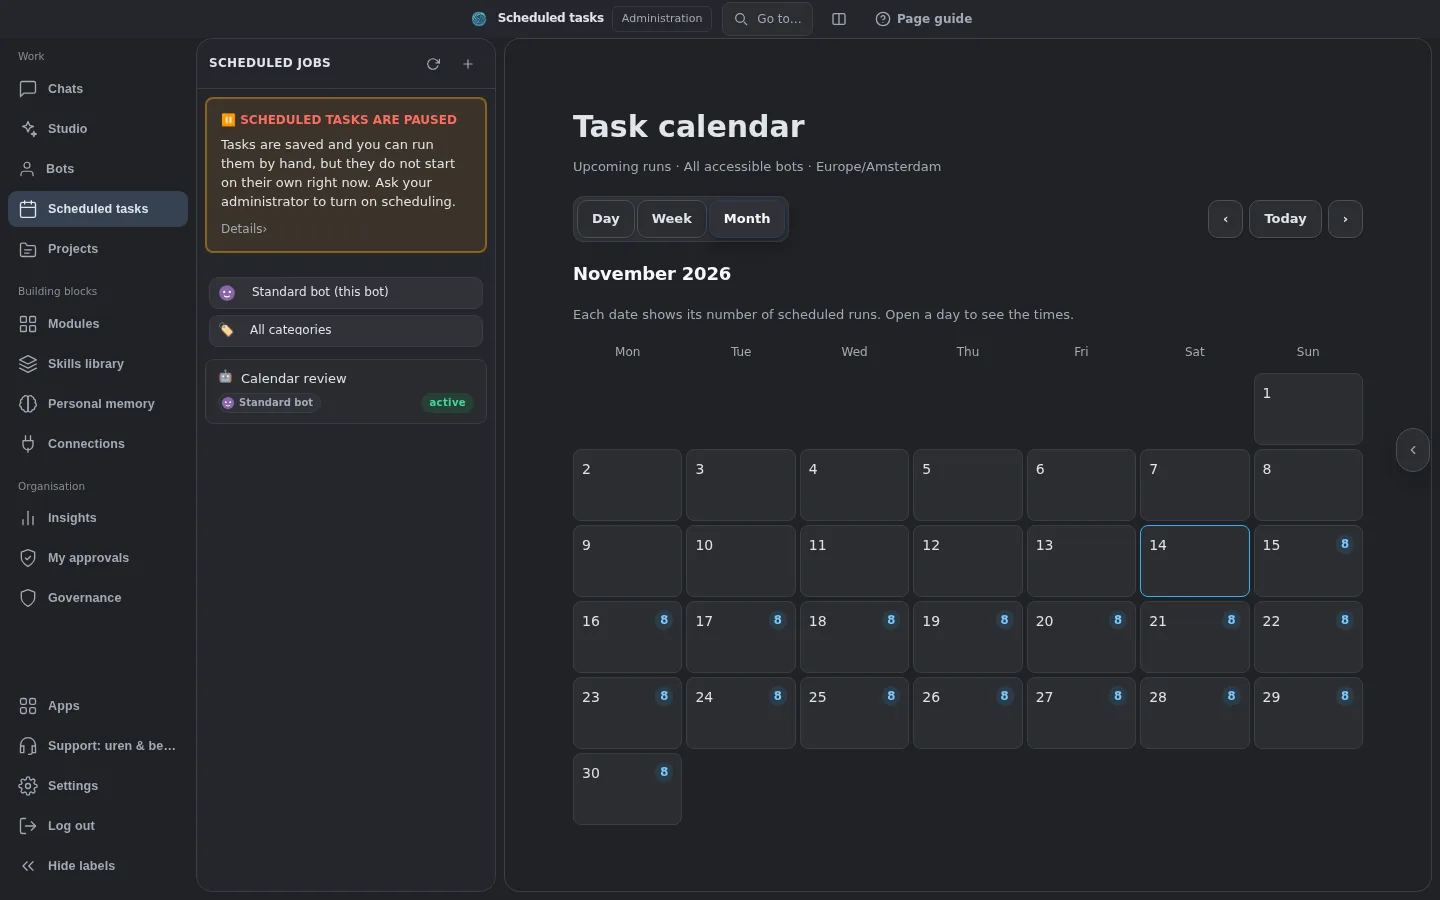 Scheduled tasks
Administration
Go to...
Page guide
Work
Chats
Studio
Bots
Scheduled tasks
Projects
Building blocks
Modules
Skills library
Personal memory
Connections
Organisation
Insights
My approvals
Governance
Apps
Support: uren & be...
Settings
Log out
Hide labels
SCHEDULED JOBS
SCHEDULED TASKS ARE PAUSED
Tasks are saved and you can run
them by hand, but they do not start
on their own right now. Ask your
administrator to turn on scheduling.
Details›
Standard bot (this bot)
All categories
Calendar review
Standard bot
active
Task calendar
Upcoming runs · All accessible bots · Europe/Amsterdam
Day Week Month
‹ Today ›
November 2026
Each date shows its number of scheduled runs. Open a day to see the times.
Mon Tue Wed Thu Fri Sat Sun
1
2 3 4 5 6 7 8
9 10 11 12 13 14 15 8
16 8 17 8 18 8 19 8 20 8 21 8 22 8
23 8 24 8 25 8 26 8 27 8 28 8 29 8
30 8